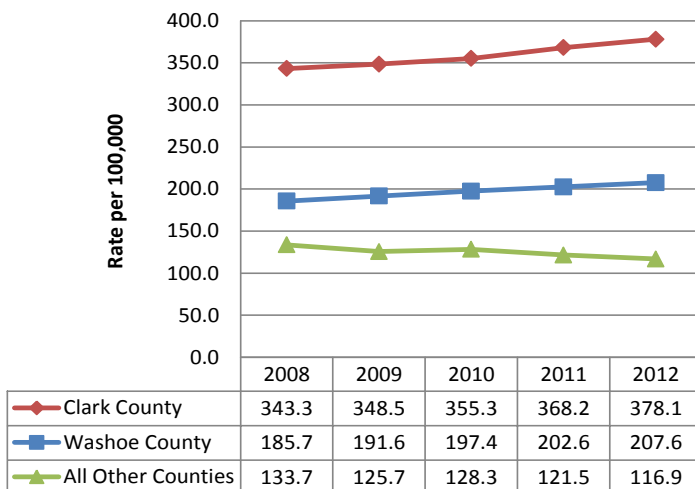 400.0
350.0
300.0
250.0
200.0
150.0
100.0
50.0
0.0
Rate per 100,000
2008 2009 2010 2011 2012
Clark County 343.3 348.5 355.3 368.2 378.1
Washoe County 185.7 191.6 197.4 202.6 207.6
All Other Counties 133.7 125.7 128.3 121.5 116.9